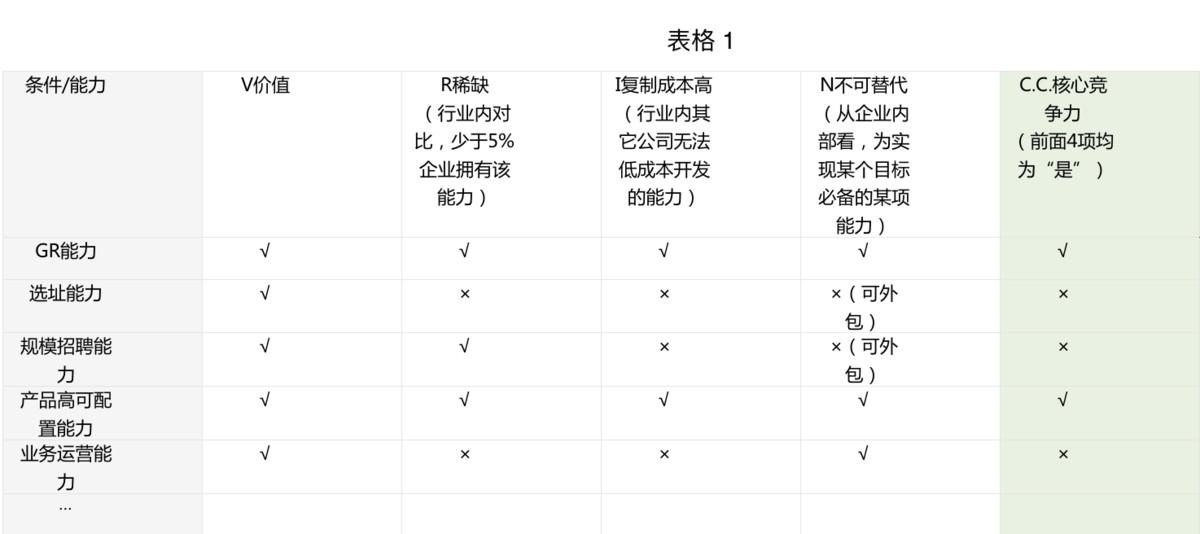 表格 1
条件/能力
V价值
R稀缺
（行业内对
比，少于5%
企业拥有该
能力）
I复制成本高
（行业内其
它公司无法
低成本开发
的能力）
N不可替代
（从企业内
部看，为实
现某个目标
必备的某项
能力）
C.C.核心竞
争力
（前面4项均
为“是”）
GR能力
√
√
√
√
√
选址能力
√
×
×
×（可外
包）
×
规模招聘能
力
√
√
×
×（可外
包）
×
产品高可配
置能力
√
√
√
√
√
业务运营能
力
√
×
×
√
×
…